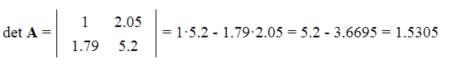 det A = | 1 2.05 | = 1·5.2 - 1.79·2.05 = 5.2 - 3.6695 = 1.5305
| 1.79 5.2 |